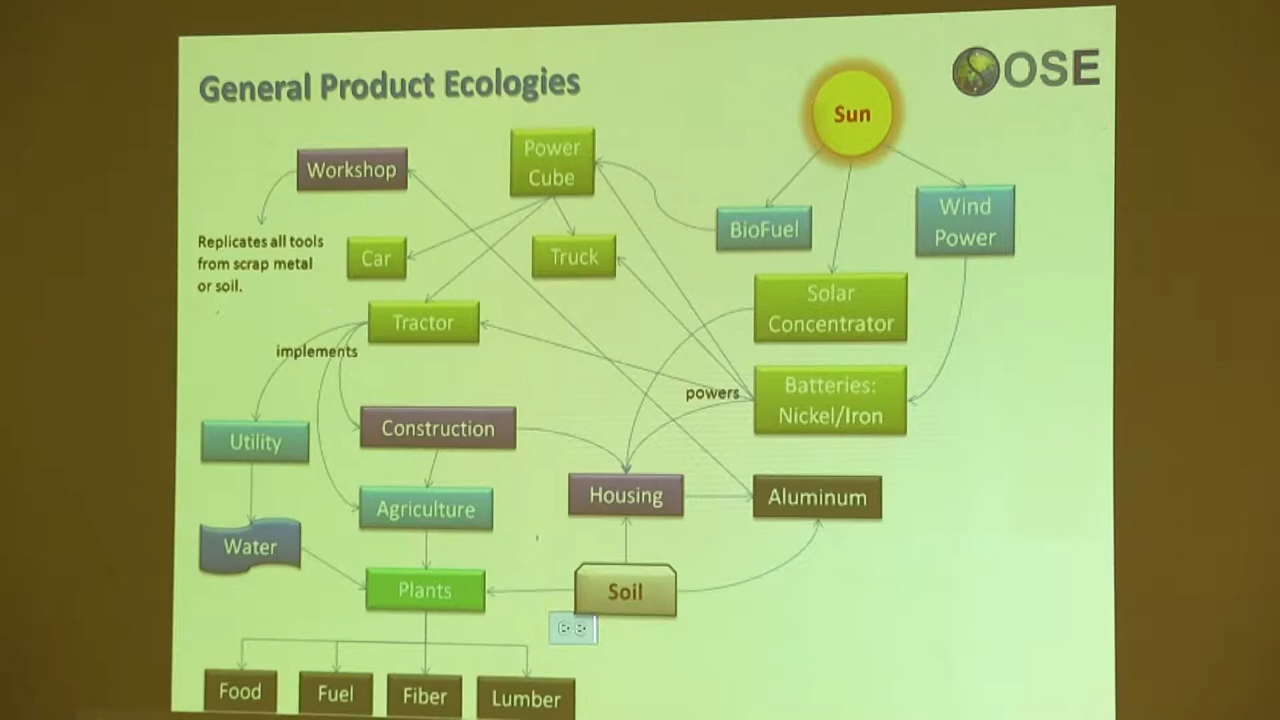 General Product Ecologies
OSE
Sun
Workshop
Power
Cube
BioFuel
Wind
Power
Replicates all tools
from scrap metal
or soil.
Car
Truck
Solar
Concentrator
Tractor
implements
powers
Batteries:
Nickel/Iron
Utility
Construction
Housing
Aluminum
Agriculture
Water
Plants
Soil
Food
Fuel
Fiber
Lumber